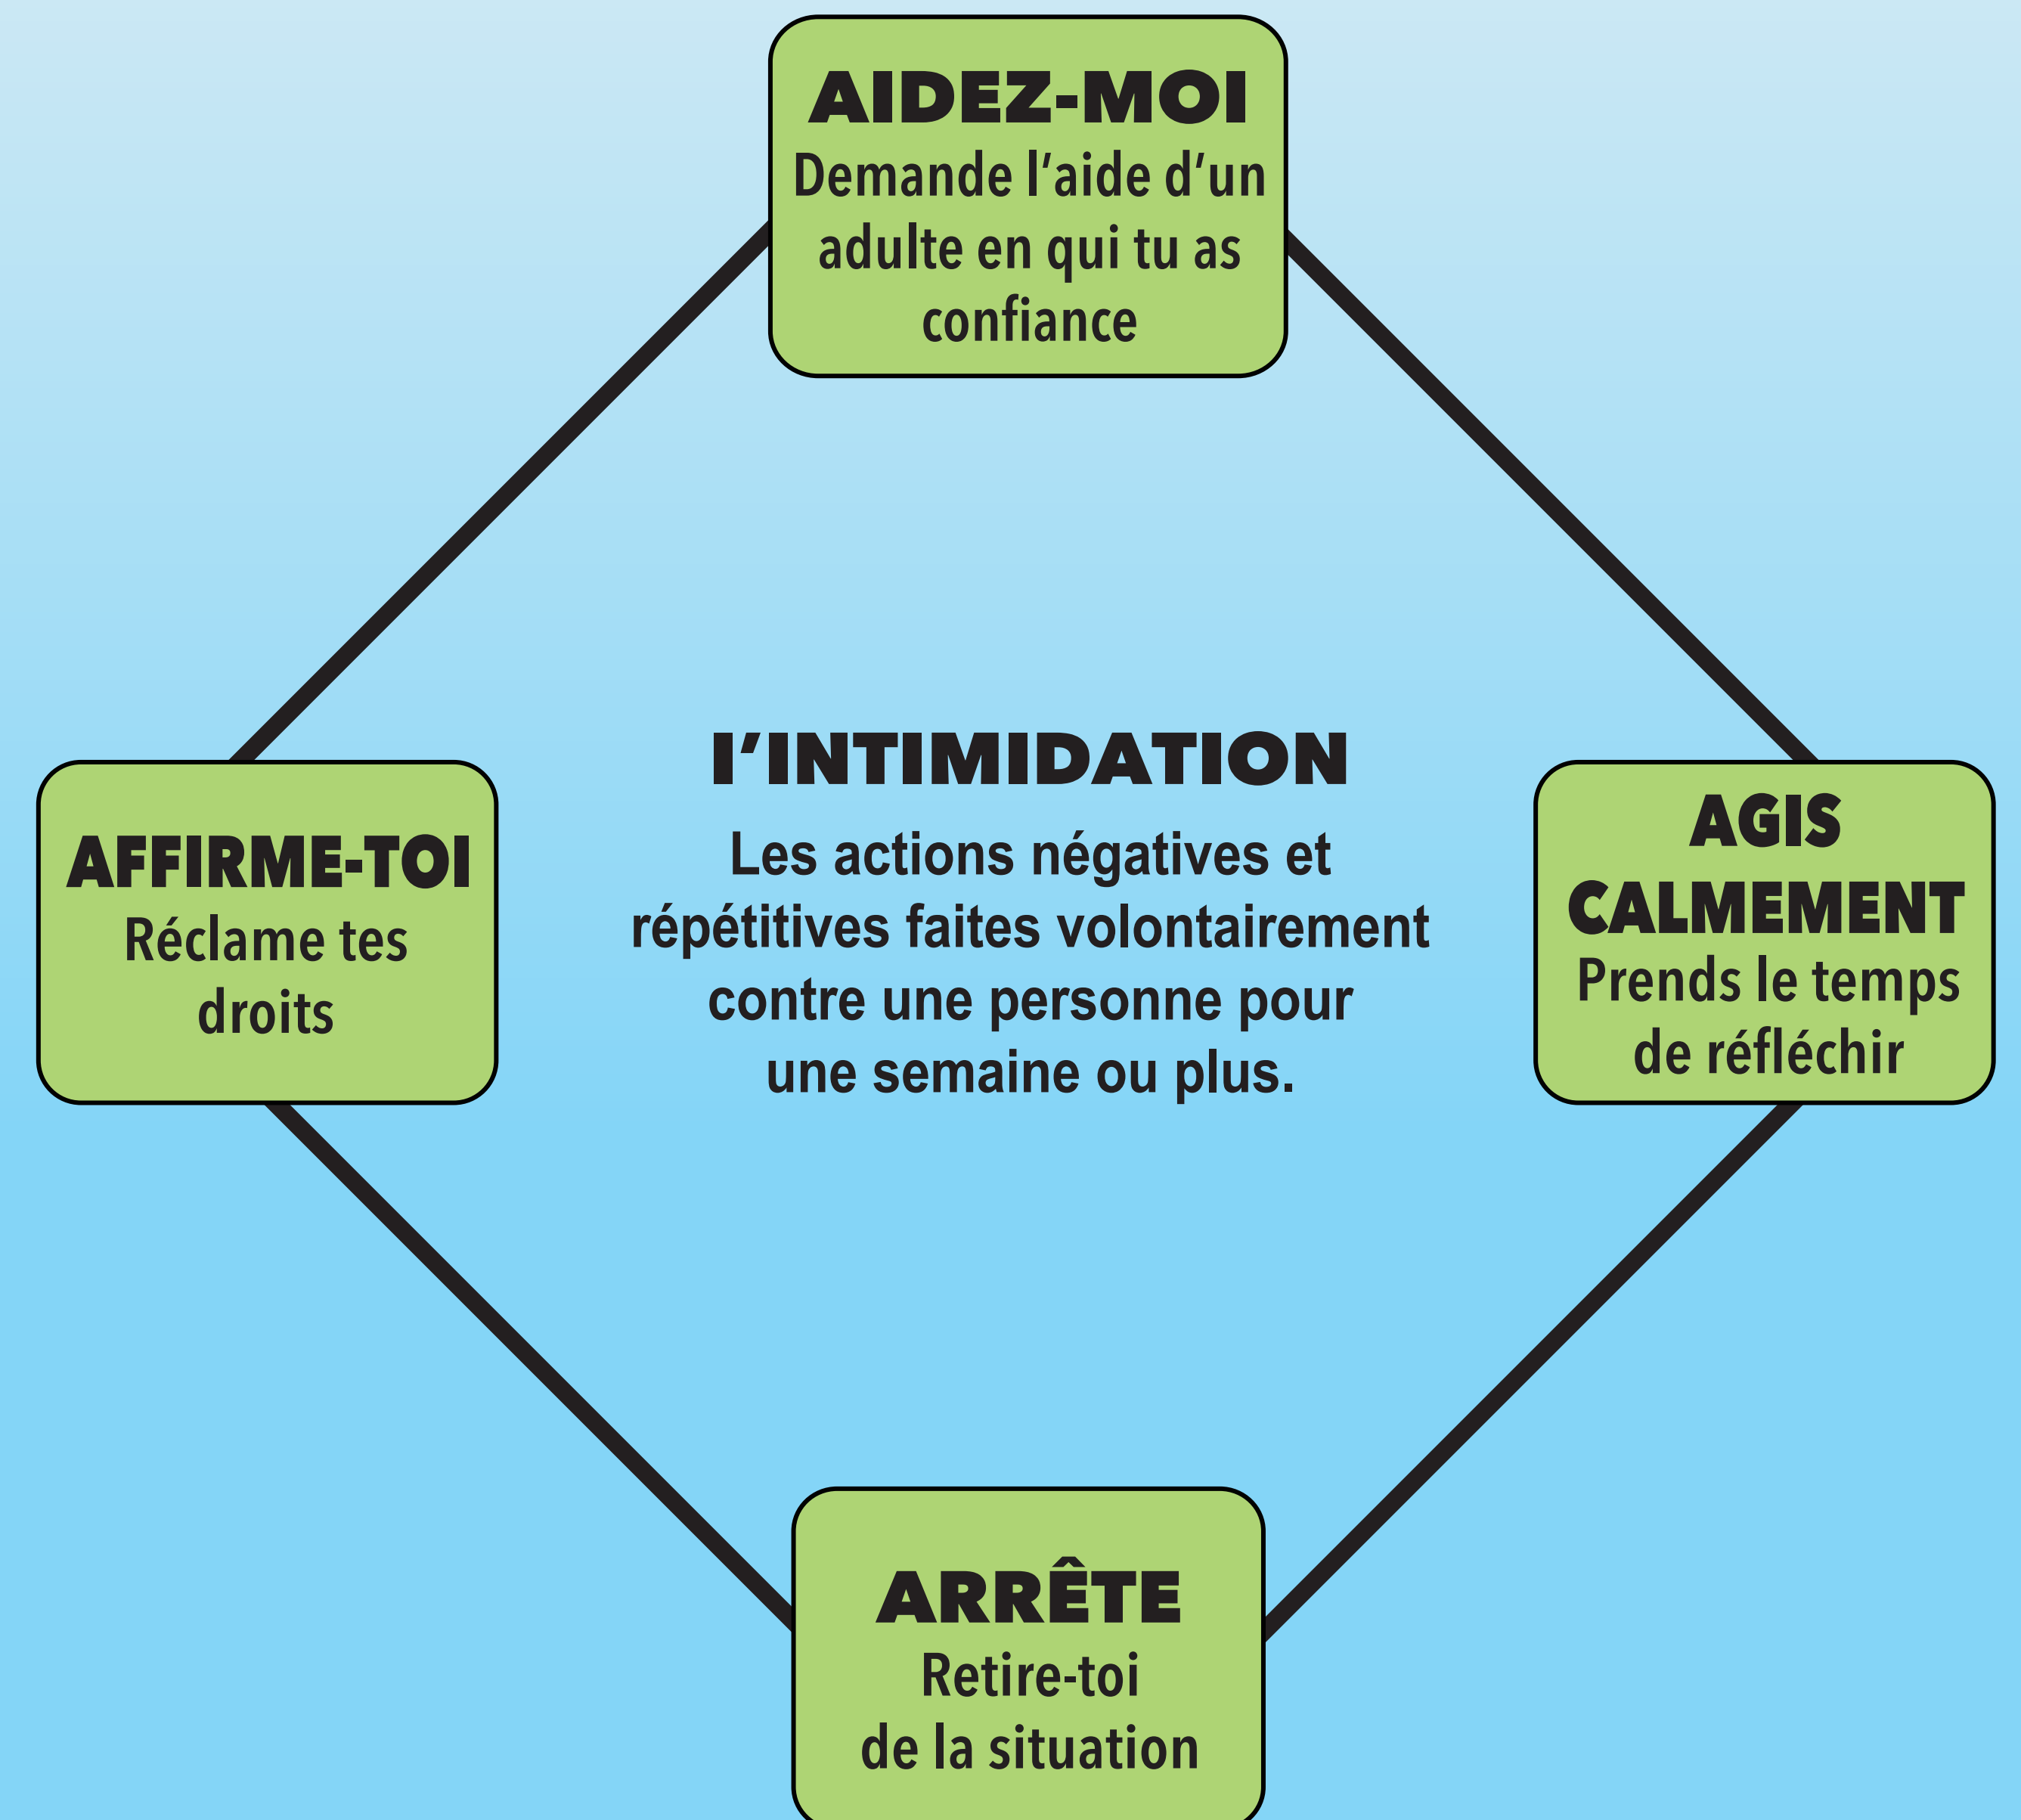 AIDEZ-MOI
Demande l’aide d’un
adulte en qui tu as
confiance
l’INTIMIDATION
Les actions négatives et
répétitives faites volontairement
contre une personne pour
une semaine ou plus.
AFFIRME-TOI
Réclame tes
droits
AGIS
CALMEMENT
Prends le temps
de réfléchir
ARRÊTE
Retire-toi
de la situation